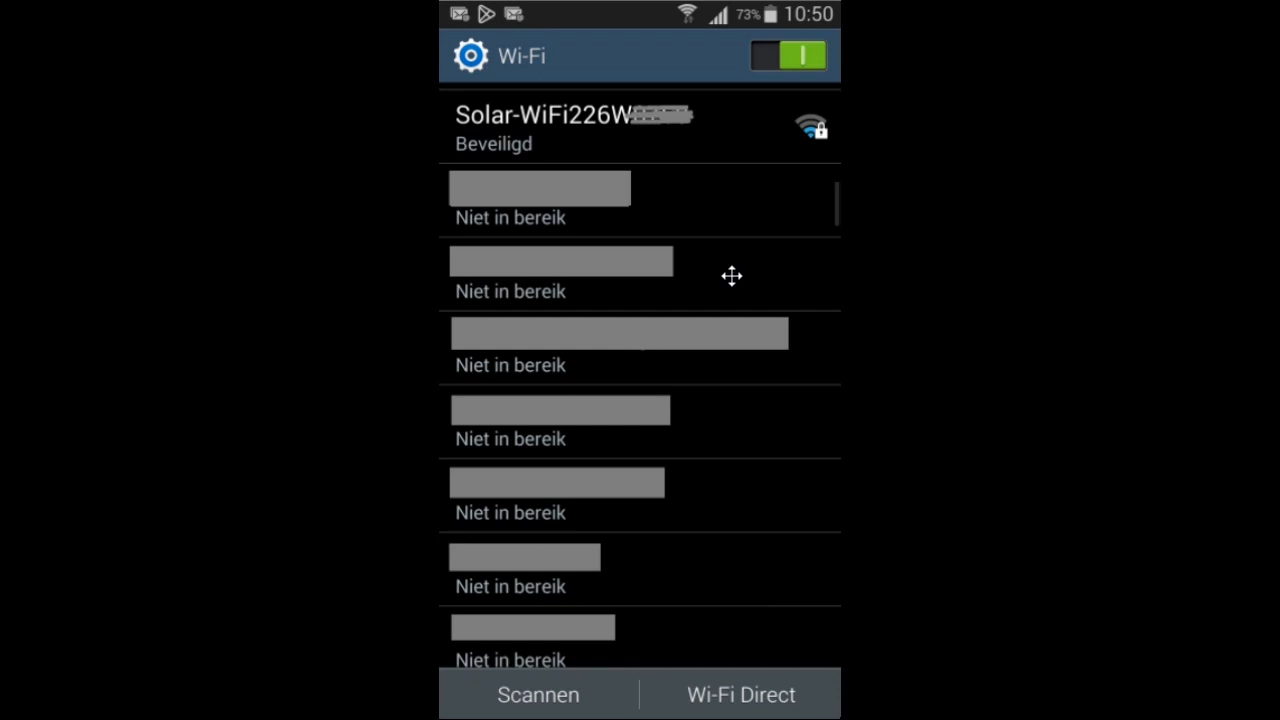 73% 10:50
Wi-Fi
Solar-WiFi226W
Beveiligd
Niet in bereik
Niet in bereik
Niet in bereik
Niet in bereik
Niet in bereik
Niet in bereik
Niet in bereik
Scannen Wi-Fi Direct